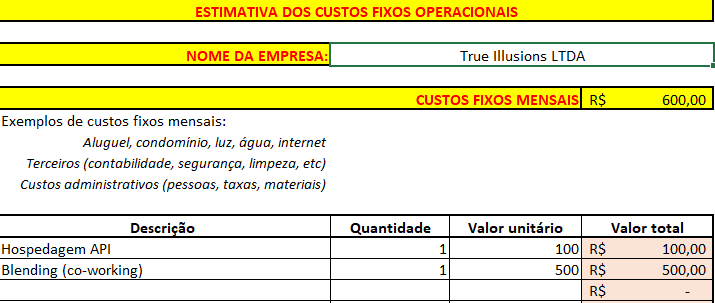 ESTIMATIVA DOS CUSTOS FIXOS OPERACIONAIS
NOME DA EMPRESA: True Illusions LTDA
CUSTOS FIXOS MENSAIS R$ 600,00
Exemplos de custos fixos mensais:
Aluguel, condomínio, luz, água, internet
Terceiros (contabilidade, segurança, limpeza, etc)
Custos administrativos (pessoas, taxas, materiais)
Descrição Quantidade Valor unitário Valor total
Hospedagem API 1 100 R$ 100,00
Blending (co-working) 1 500 R$ 500,00
R$ -